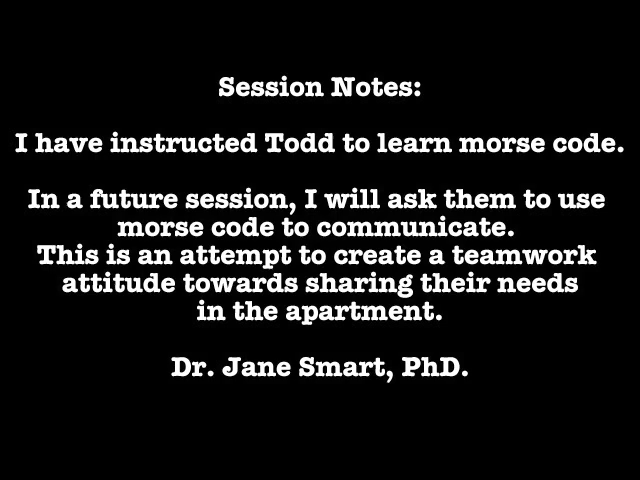 Session Notes:
I have instructed Todd to learn morse code.
In a future session, I will ask them to use
morse code to communicate.
This is an attempt to create a teamwork
attitude towards sharing their needs
in the apartment.
Dr. Jane Smart, PhD.